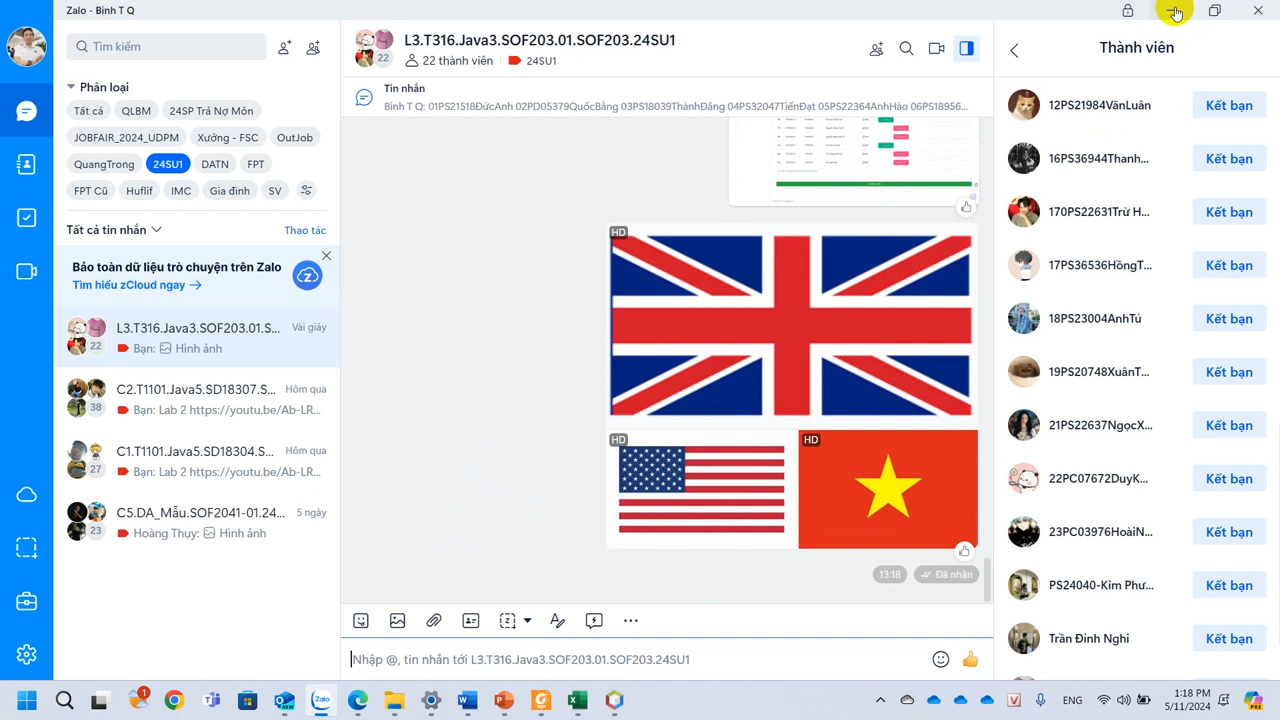 Zalo - Bình T Q
Tìm kiếm
Phân loại
Tất cả
QLBM
24SP Trả Nợ Môn
Xưởng - FSC
OutJob
24SU1
DATN
FPT
FPT CB
Huflif
IMC
Gia đình
SV
Tất cả tin nhắn
Thao tác
Bảo toàn dữ liệu trò chuyện trên Zalo
Tìm hiểu zCloud ngay →
L3.T316.Java3.SOF203.01.S...
Vài giây
22
Bạn: Hình ảnh
C2.T1101.Java5.SD18307.S...
Hôm qua
38
Bạn: Lab 2 https://youtu.be/Ab-LR...
C1.T1101.Java5.SD18304.S...
Hôm qua
27
Bạn: Lab 2 https://youtu.be/Ab-LR...
C5.DA_Mẫu.SOF2041-01.24...
5 ngày
23
Hoàng Thụy: Hình ảnh
L3.T316.Java3.SOF203.01.SOF203.24SU1
22
22 thành viên
24SU1
Tin nhắn
Bình T Q: 01PS21518ĐứcAnh 02PD05379QuốcBằng 03PS18039ThànhĐăng 04PS32047TiếnĐạt 05PS22364AnhHào 06PS18956...
HD
HD
HD
13:18
Đã nhận
Nhập @, tin nhắn tới L3.T316.Java3.SOF203.01.SOF203.24SU1
Thành viên
12PS21984VănLuân
Kết bạn
16PS36944Thanh...
Kết bạn
170PS22631Trừ H...
Kết bạn
17PS36536HồngT...
Kết bạn
18PS23004AnhTú
Kết bạn
19PS20748XuânT...
Kết bạn
21PS22637NgọcX...
Kết bạn
22PC07672DuyK...
Kết bạn
23PC03976HoàiN...
Kết bạn
PS24040-Kim Phư...
Kết bạn
Trần Đình Nghi
Kết bạn
1
Zalo
ENG
1:18 PM
5/11/2024